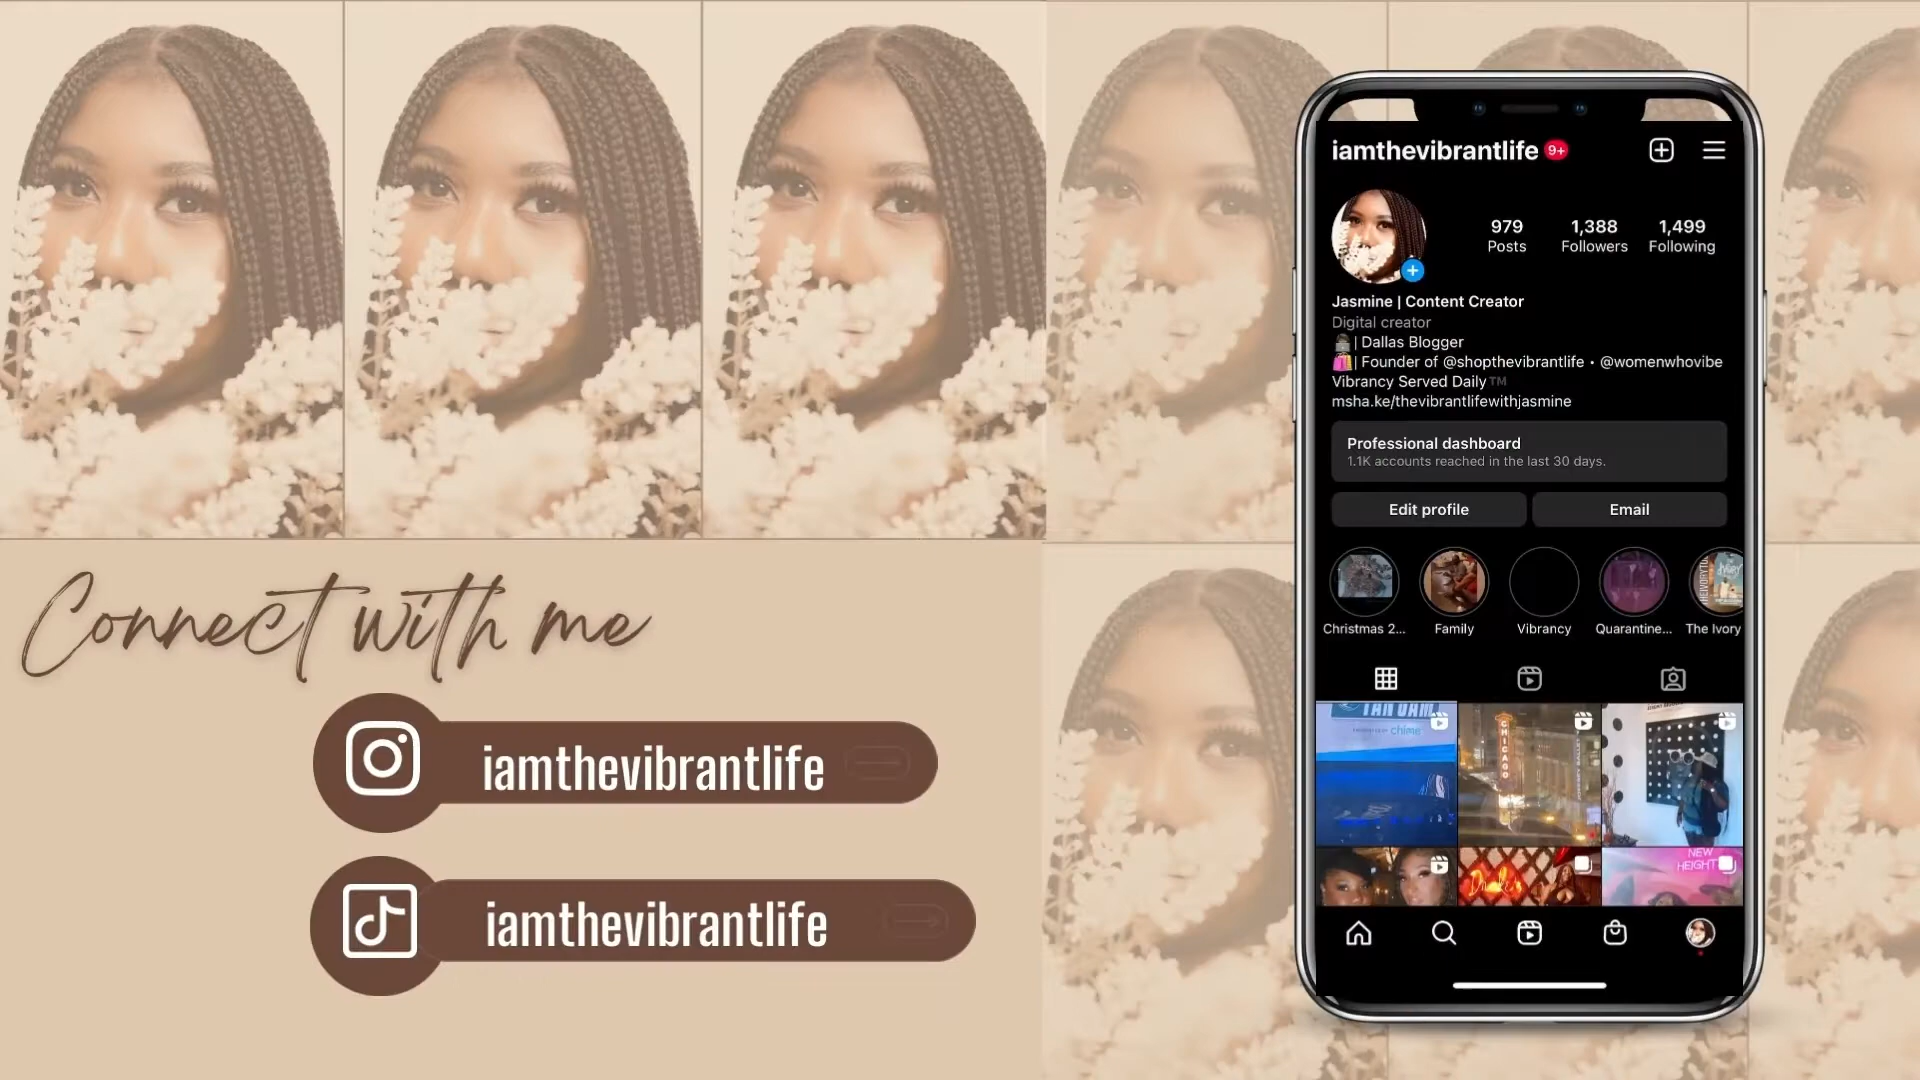 Connect with me
iamthevibrantlife
iamthevibrantlife
iamthevibrantlife 9+
979 1,388 1,499
Posts Followers Following
Jasmine | Content Creator
Digital creator
| Dallas Blogger
| Founder of @shopthevibrantlife • @womenwhovibe
Vibrancy Served Daily™
msha.ke/thevibrantlifewithjasmine
Professional dashboard
1.1K accounts reached in the last 30 days.
Edit profile Email
Christmas 2... Family Vibrancy Quarantine... The Ivory
chime
CHICAGO
NEW
HEIGHT